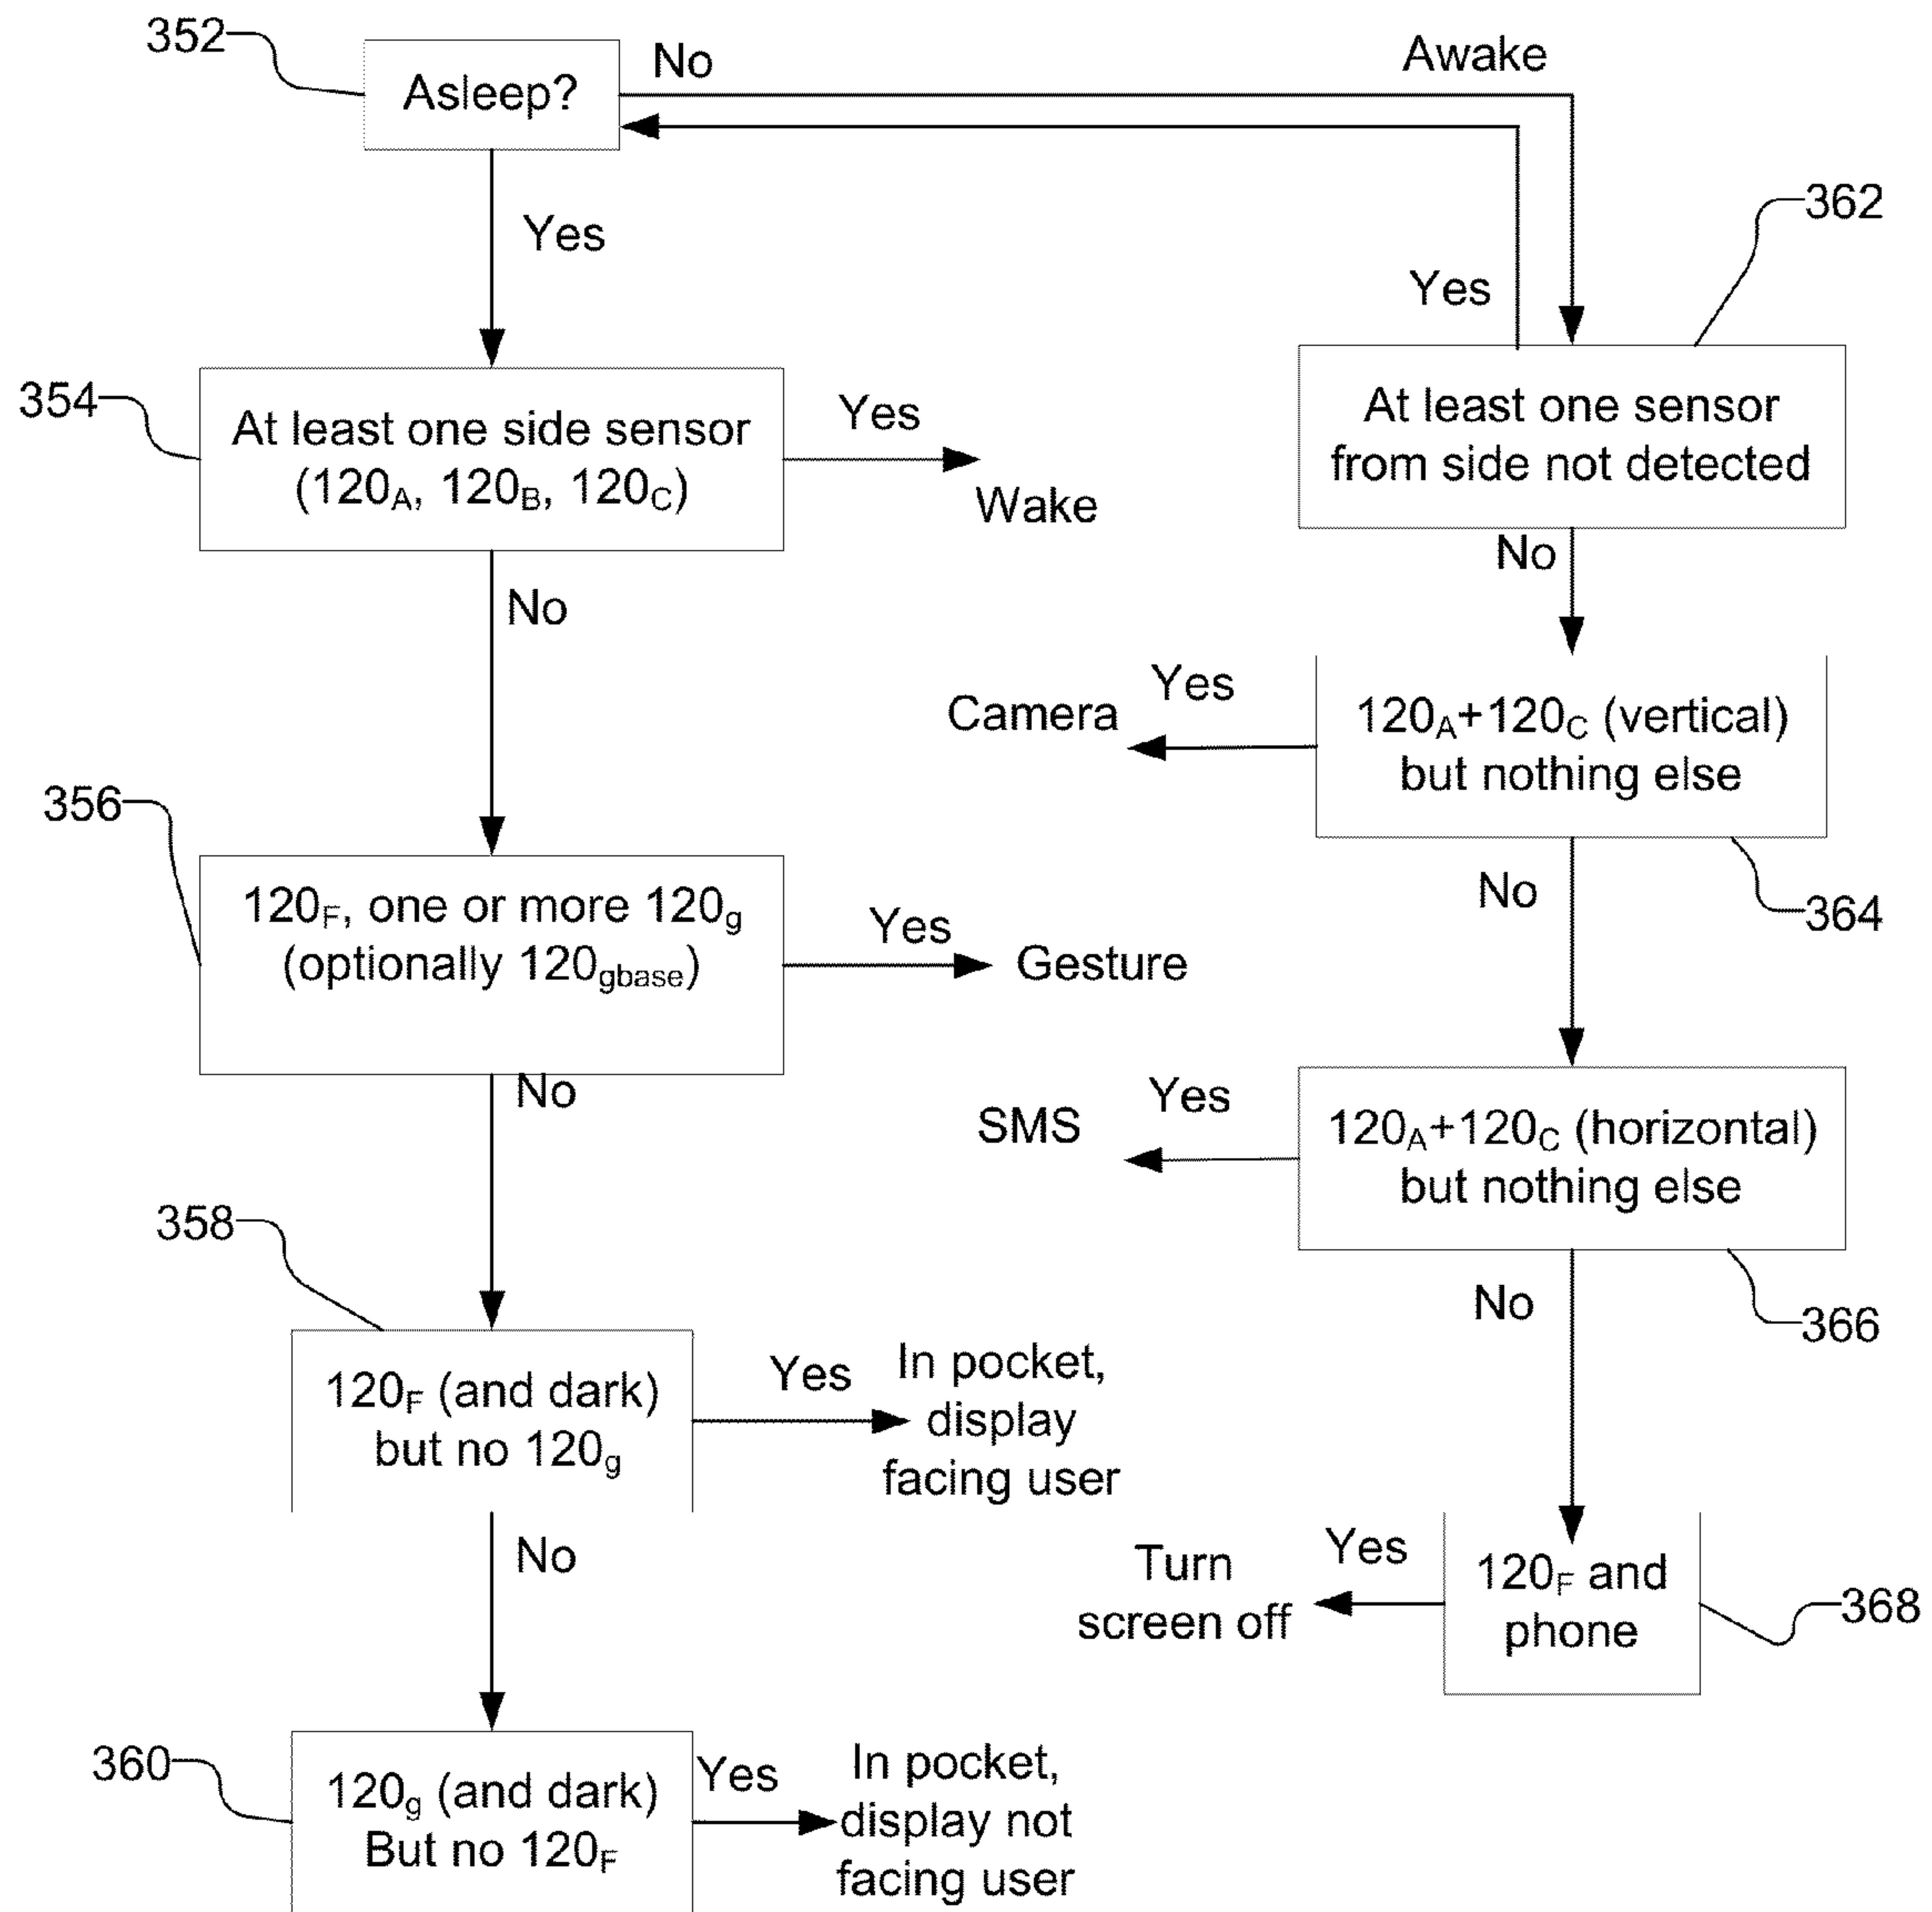 352
Asleep?
No
Awake
Yes
362
Yes
354
At least one side sensor
(120A, 120B, 120C)
Yes
Wake
At least one sensor
from side not detected
No
No
Camera
Yes
120A+120C (vertical)
but nothing else
364
356
120F, one or more 120g
(optionally 120gbase)
Yes
Gesture
No
No
SMS
Yes
120A+120C (horizontal)
but nothing else
366
358
120F (and dark)
but no 120g
Yes
In pocket,
display
facing user
No
No
Turn
screen off
Yes
120F and
phone
368
360
120g (and dark)
But no 120F
Yes
In pocket,
display not
facing user